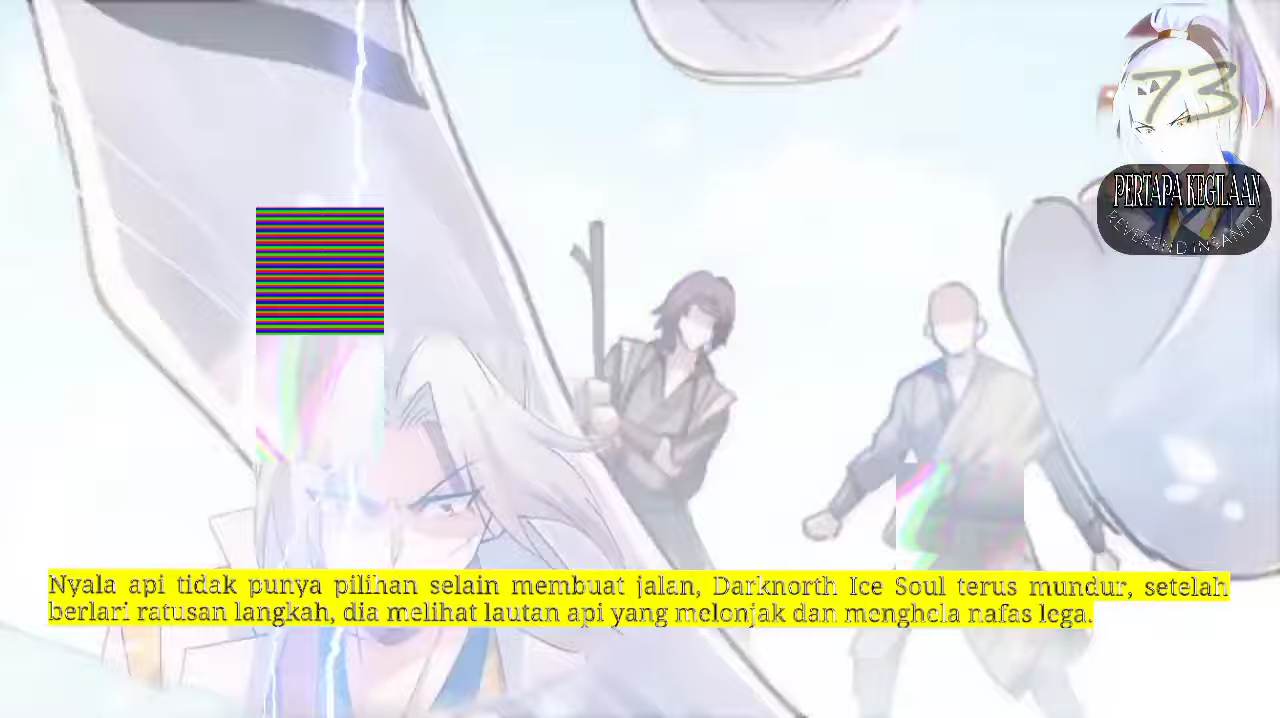 73
PERTAPA KEGILAAN
REVEREND INSANITY
Nyala api tidak punya pilihan selain membuat jalan, Darknorth Ice Soul terus mundur, setelah
berlari ratusan langkah, dia melihat lautan api yang melonjak dan menghela nafas lega.